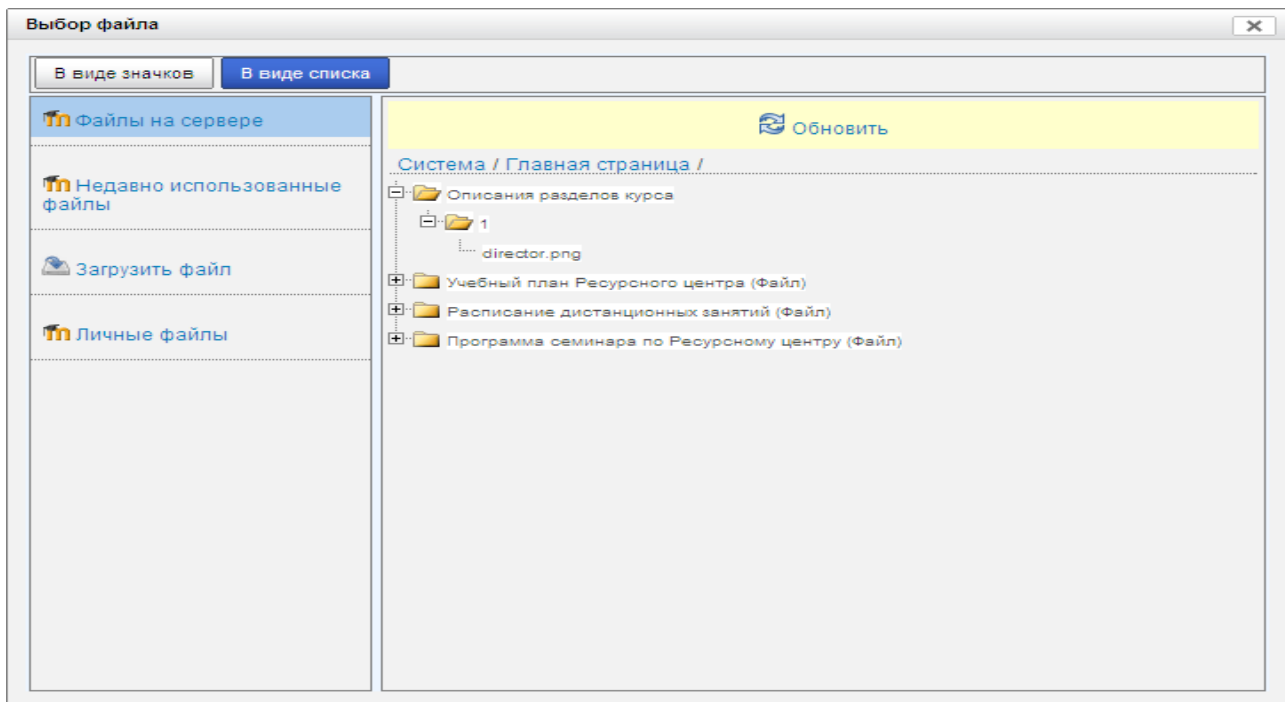 Выбор файла
В виде значков
В виде списка
Файлы на сервере
Недавно использованные
файлы
Загрузить файл
Личные файлы
Обновить
Система / Главная страница /
Описания разделов курса
1
director.png
Учебный план Ресурсного центра (Файл)
Расписание дистанционных занятий (Файл)
Программа семинара по Ресурсному центру (Файл)